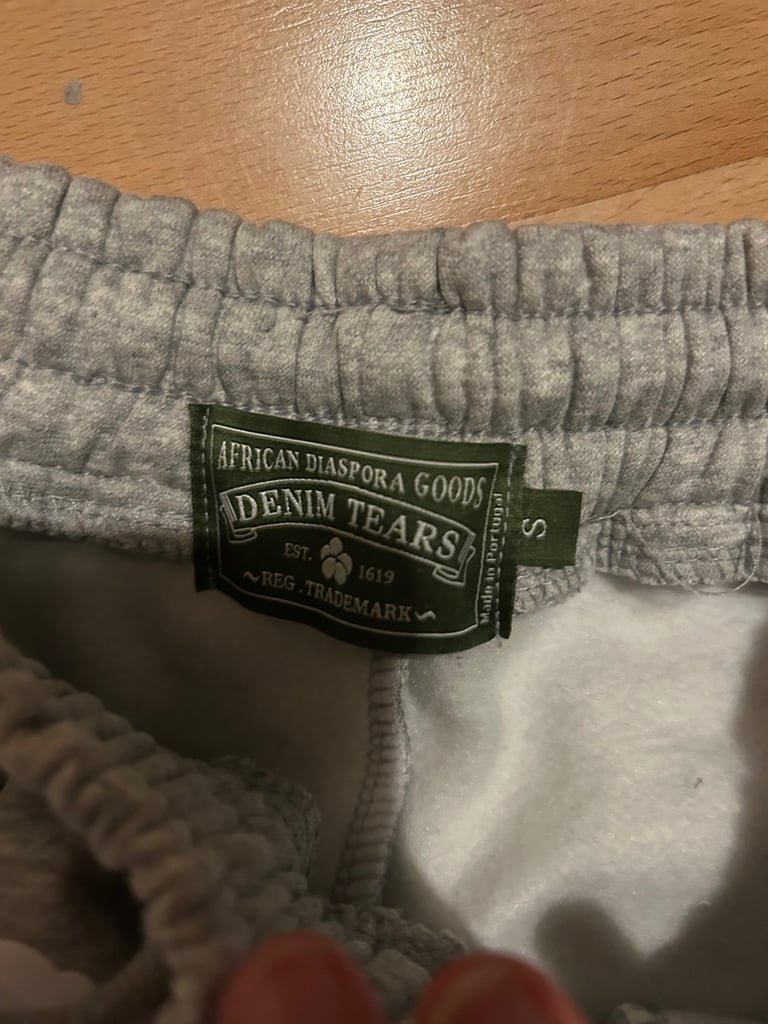 AFRICAN DIASPORA GOODS
DENIM TEARS
EST. 1619
~REG. TRADEMARK~
Made in Portugal
S